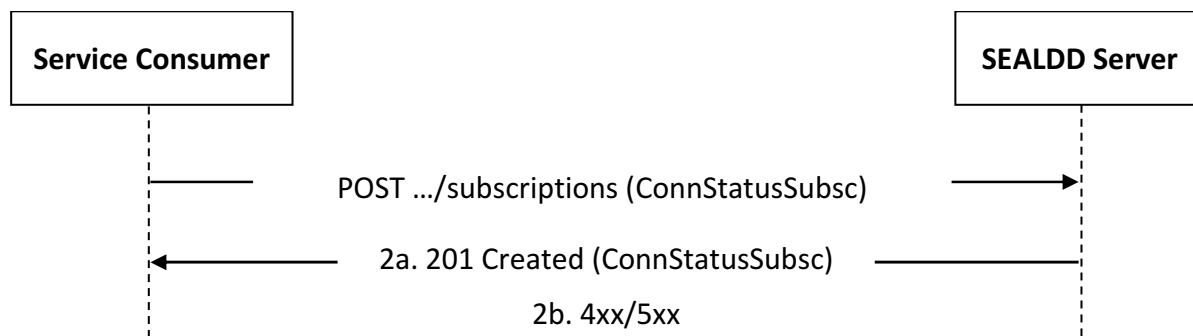 Service Consumer
SEALDD Server
POST …/subscriptions (ConnStatusSubsc)
2a. 201 Created (ConnStatusSubsc)
2b. 4xx/5xx